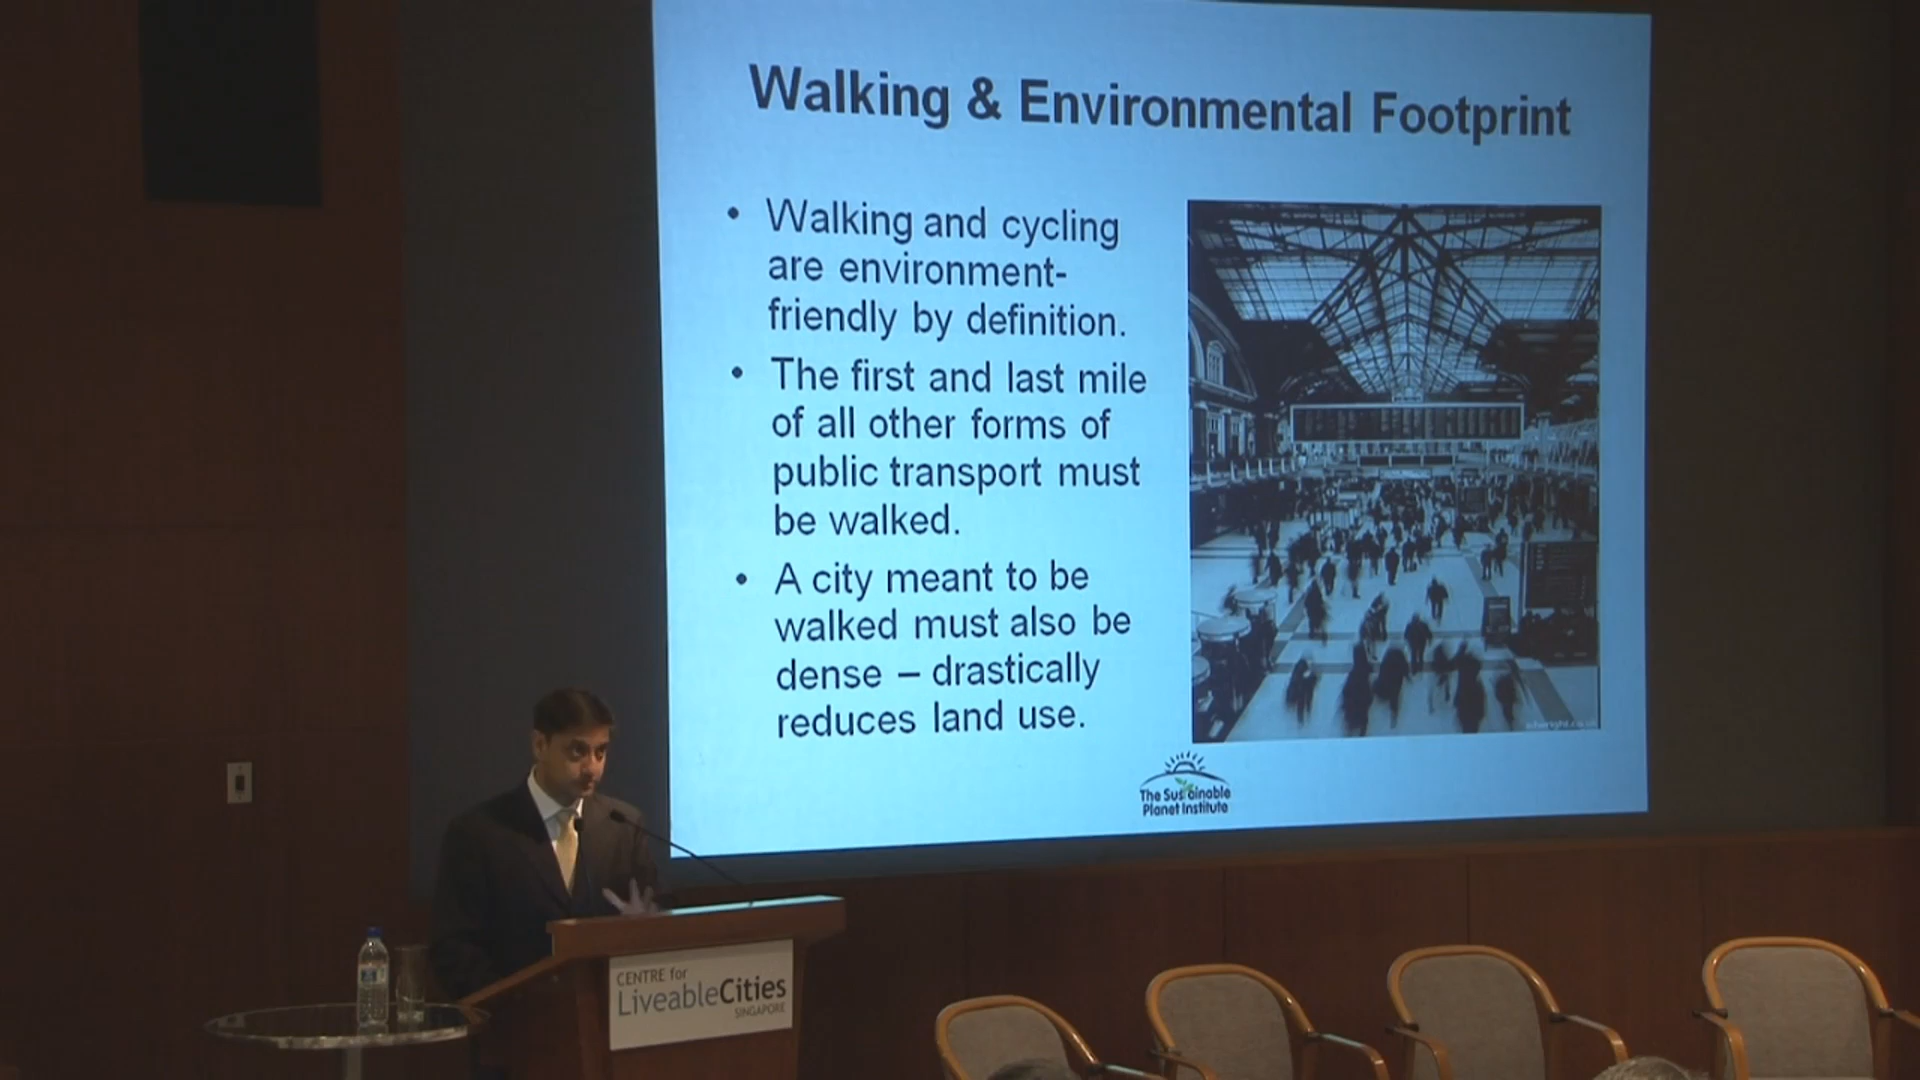 Walking & Environmental Footprint
• Walking and cycling
are environment-
friendly by definition.
• The first and last mile
of all other forms of
public transport must
be walked.
• A city meant to be
walked must also be
dense – drastically
reduces land use.
The Sustainable
Planet Institute
CENTRE for
LiveableCities
SINGAPORE